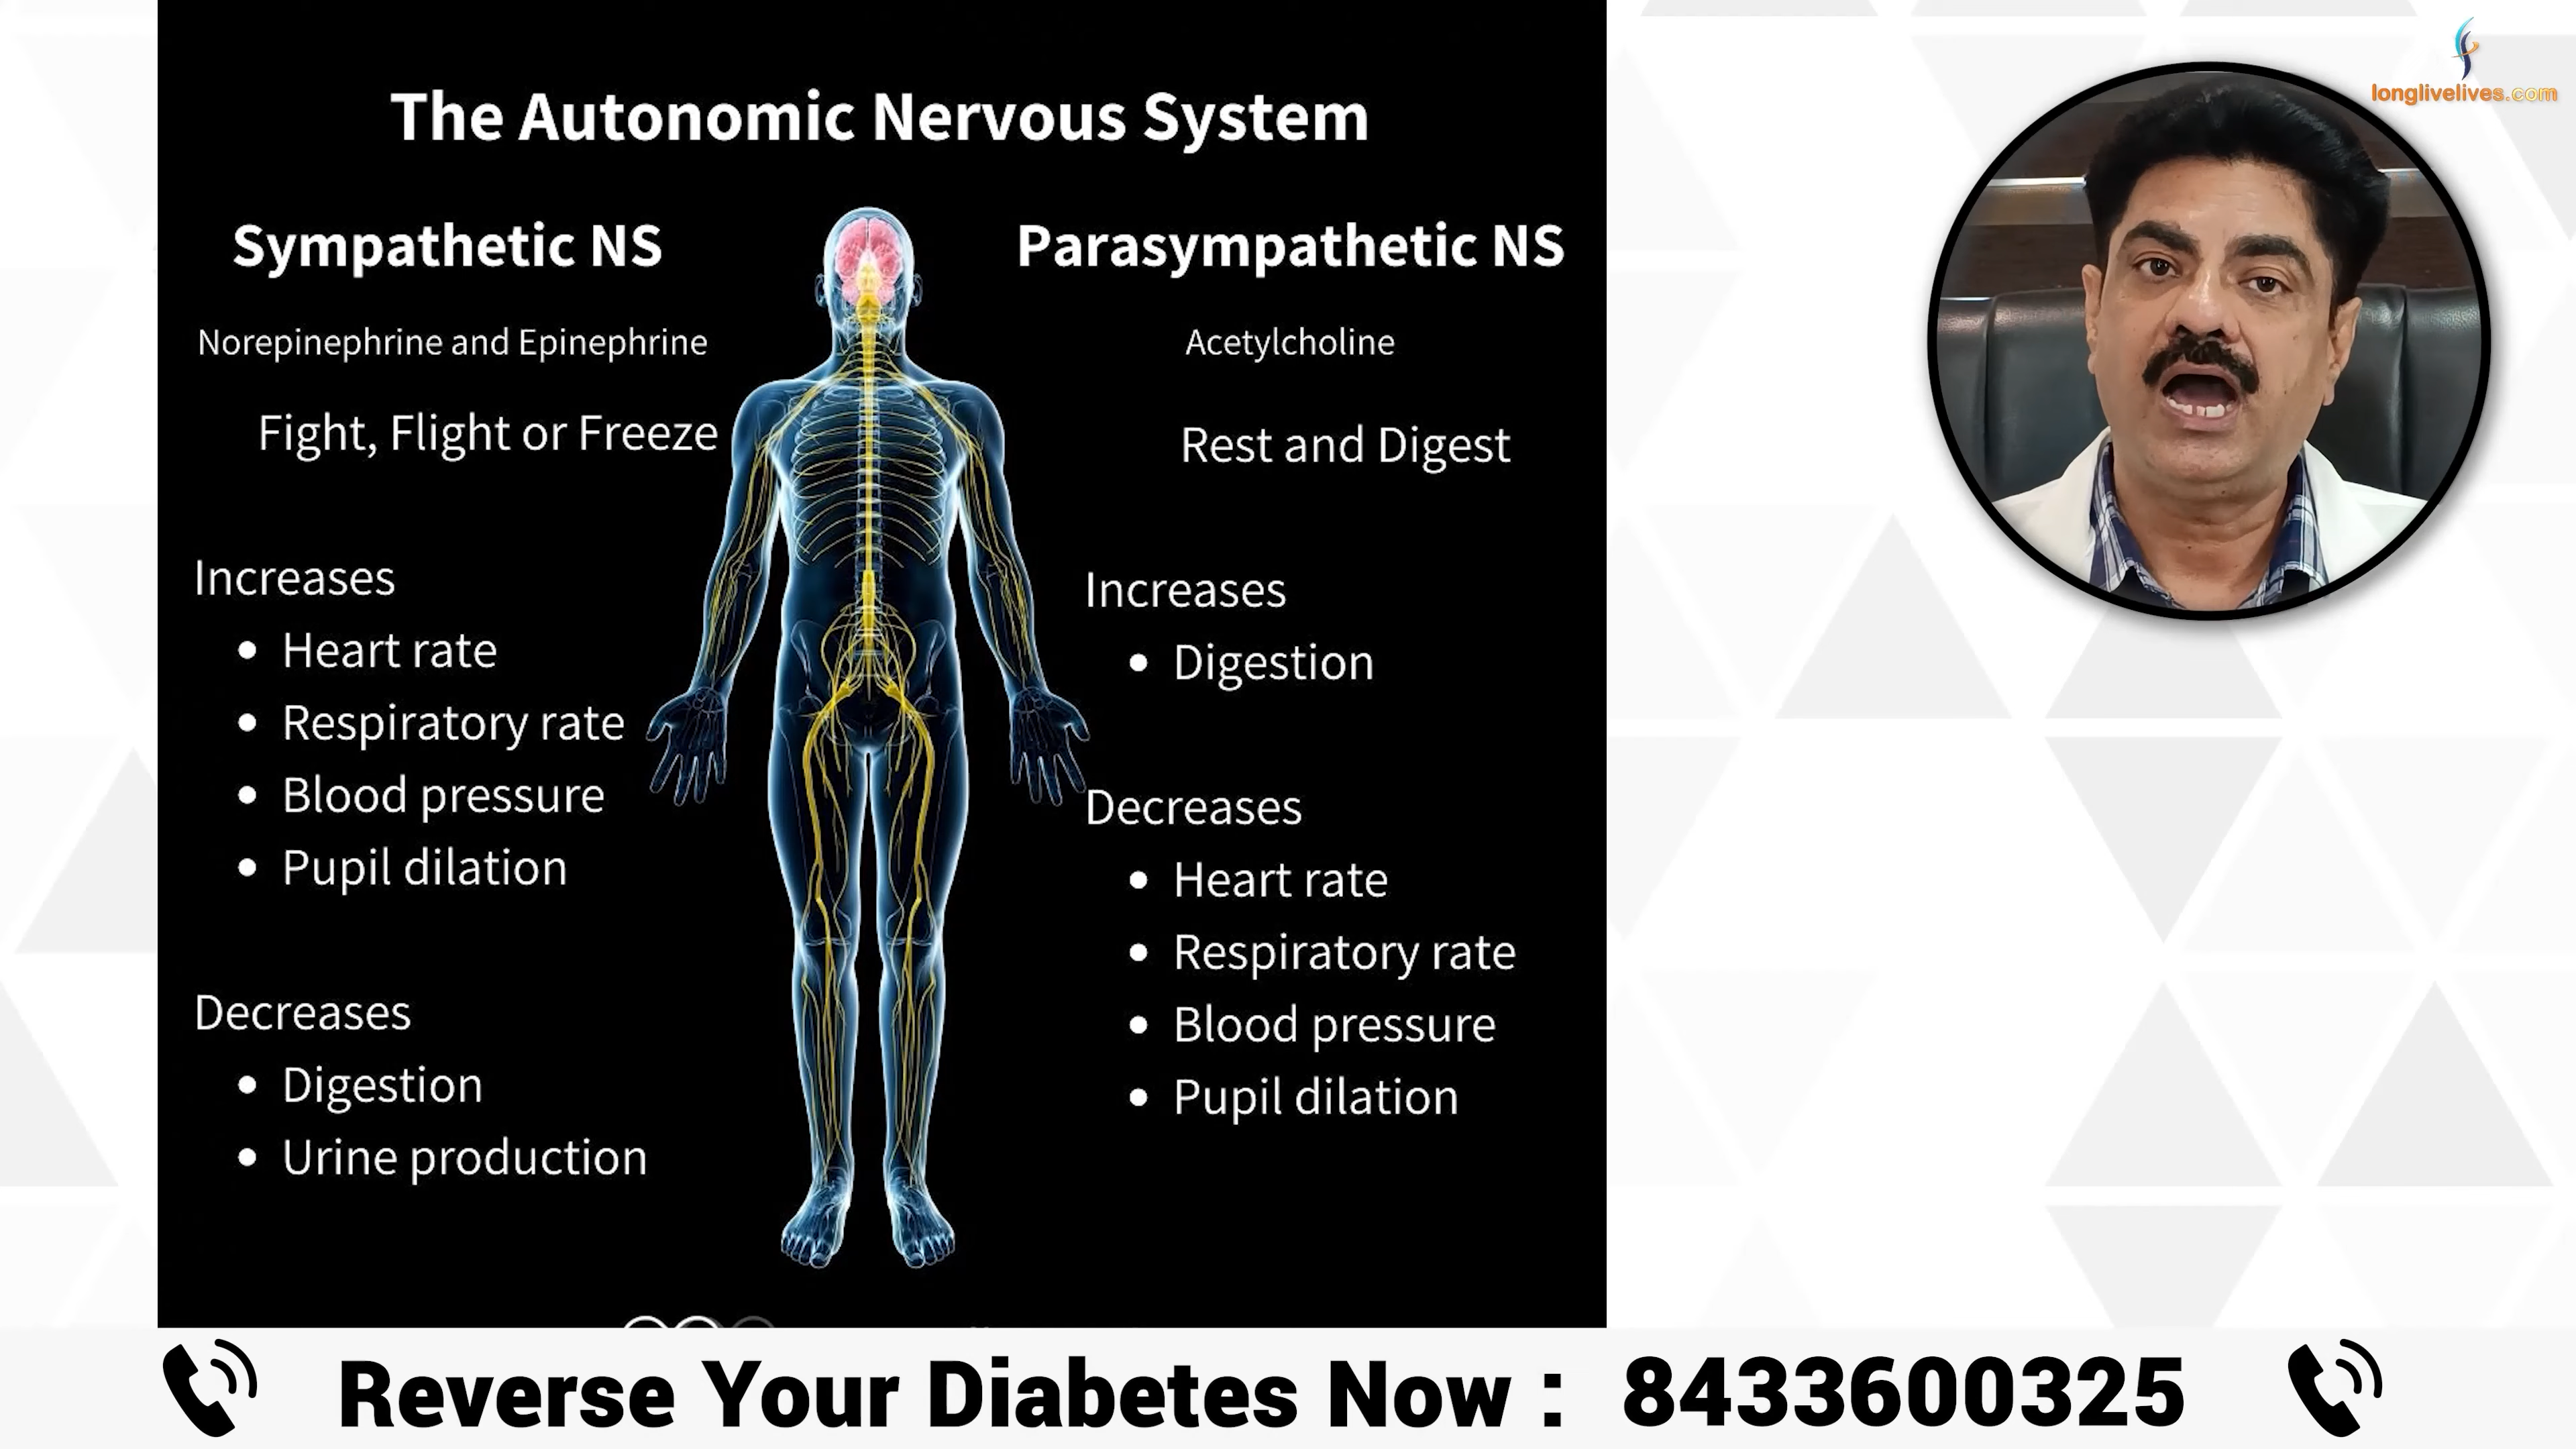 longlivelives.com
The Autonomic Nervous System
Sympathetic NS
Norepinephrine and Epinephrine
Fight, Flight or Freeze
Increases
• Heart rate
• Respiratory rate
• Blood pressure
• Pupil dilation
Decreases
• Digestion
• Urine production
Parasympathetic NS
Acetylcholine
Rest and Digest
Increases
• Digestion
Decreases
• Heart rate
• Respiratory rate
• Blood pressure
• Pupil dilation
Reverse Your Diabetes Now : 8433600325